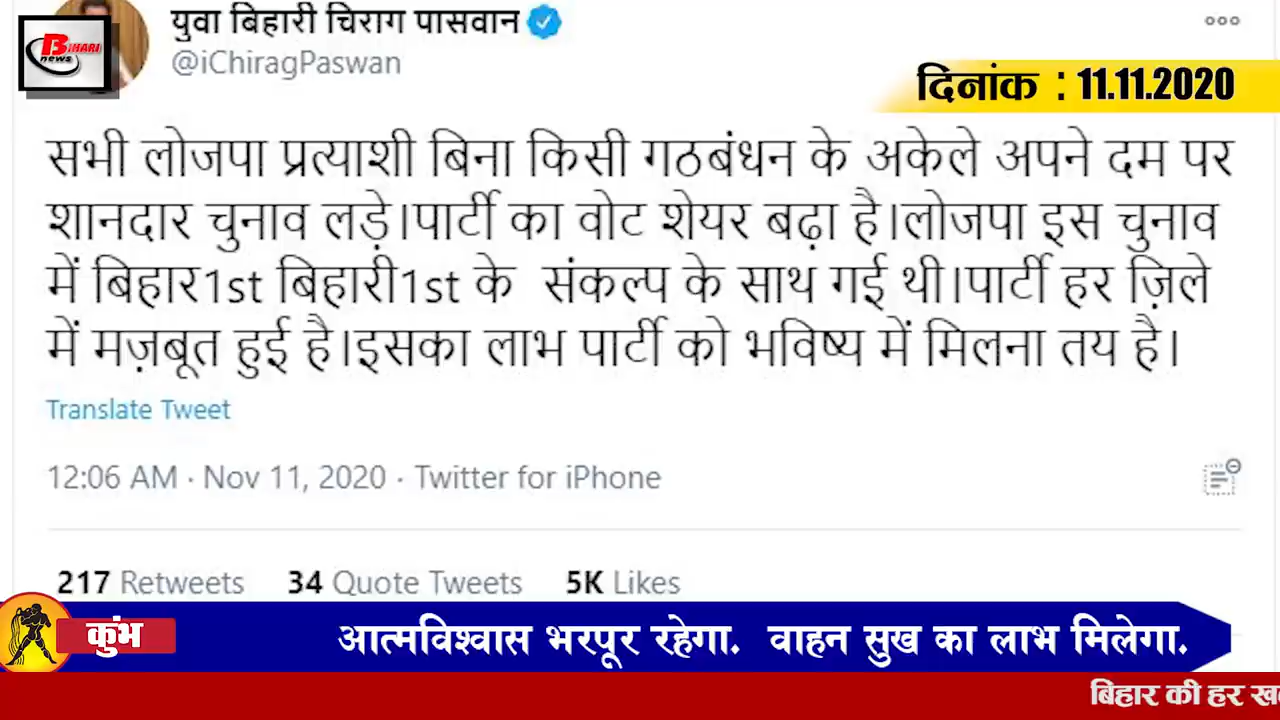 युवा बिहारी चिराग पासवान
@iChiragPaswan
BIHARI
news
दिनांक : 11.11.2020
सभी लोजपा प्रत्याशी बिना किसी गठबंधन के अकेले अपने दम पर
शानदार चुनाव लड़े।पार्टी का वोट शेयर बढ़ा है।लोजपा इस चुनाव
में बिहार1st बिहारी1st के संकल्प के साथ गई थी।पार्टी हर ज़िले
में मज़बूत हुई है।इसका लाभ पार्टी को भविष्य में मिलना तय है।
Translate Tweet
12:06 AM · Nov 11, 2020 · Twitter for iPhone
217 Retweets 34 Quote Tweets 5K Likes
कुंभ
आत्मविश्वास भरपूर रहेगा. वाहन सुख का लाभ मिलेगा.
बिहार की हर